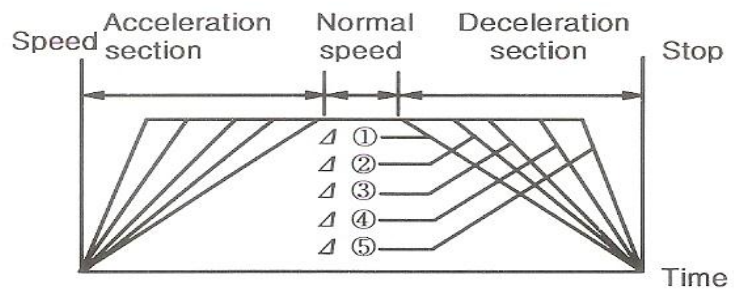 Speed
Acceleration section
Normal speed
Deceleration section
Stop
⊿ ①
⊿ ②
⊿ ③
⊿ ④
⊿ ⑤
Time